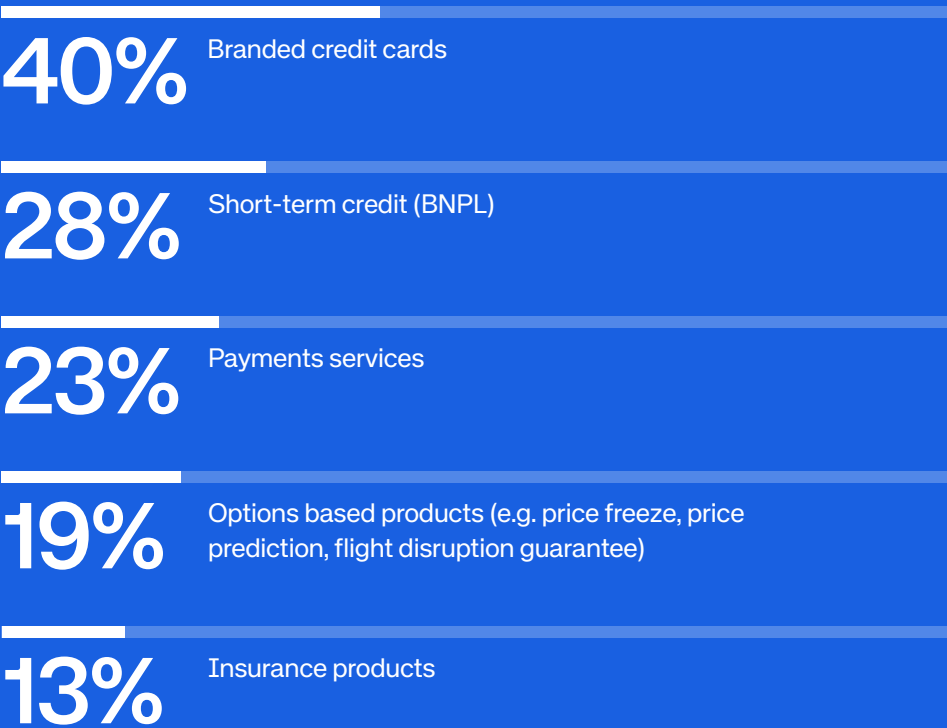 40% Branded credit cards
28% Short-term credit (BNPL)
23% Payments services
19% Options based products (e.g. price freeze, price
prediction, flight disruption guarantee)
13% Insurance products